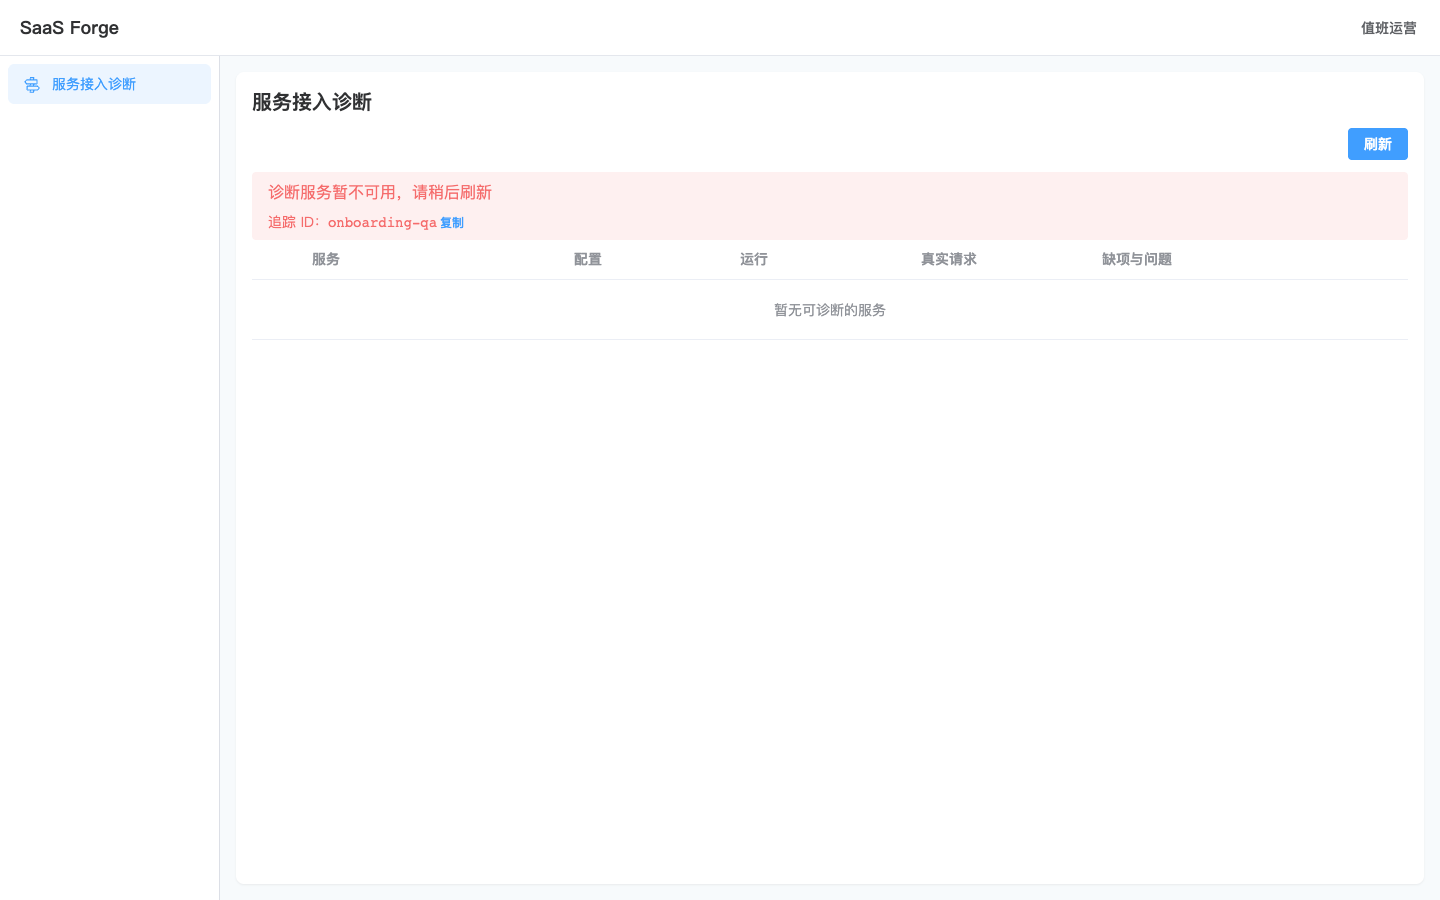 SaaS Forge
值班运营
服务接入诊断
服务接入诊断
刷新
诊断服务暂不可用，请稍后刷新
追踪 ID：onboarding-qa 复制
服务 配置 运行 真实请求 缺项与问题
暂无可诊断的服务